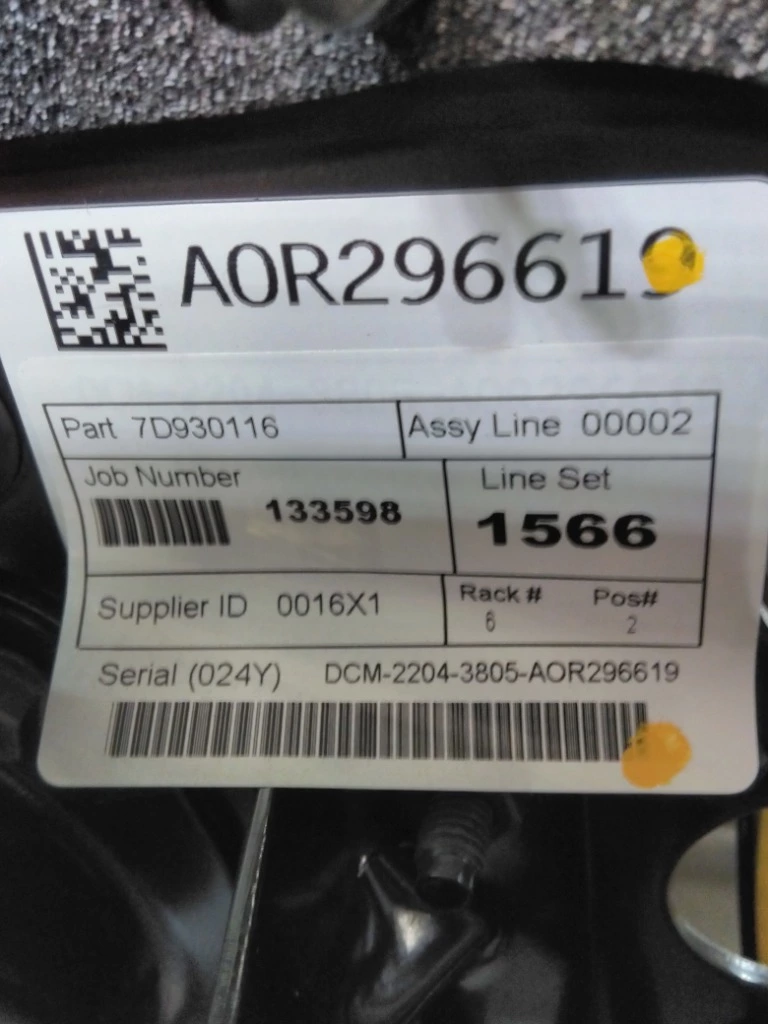 AOR296619
Part 7D930116
Assy Line 00002
Job Number
133598
Line Set
1566
Supplier ID 0016X1
Rack# Pos#
6 2
Serial (024Y) DCM-2204-3805-AOR296619